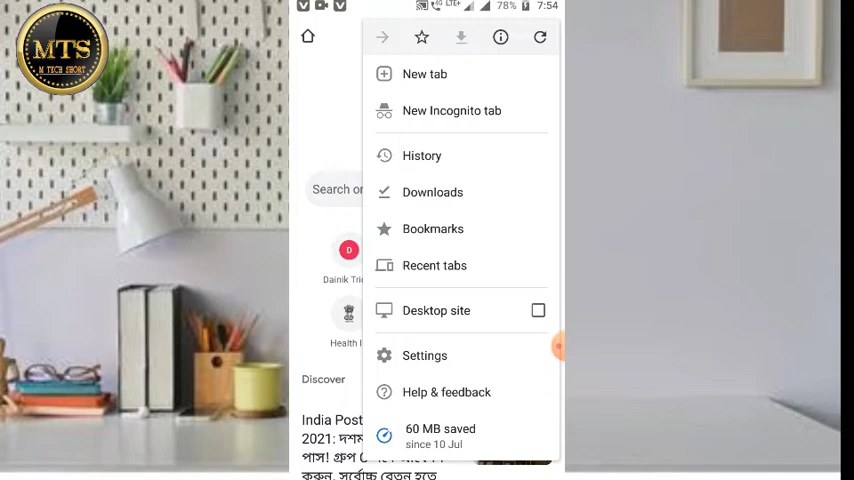 MTS
M TECH SHORT
4G LTE+ 78% 7:54
New tab
New Incognito tab
History
Search or
Downloads
Bookmarks
D
Recent tabs
Dainik
Desktop site
Health
Settings
Discover
Help & feedback
India Post
60 MB saved
2021: দশম
since 10 Jul
পাস! গ্রুপ
করুন, সর্বোচ্চ বেতন হতে